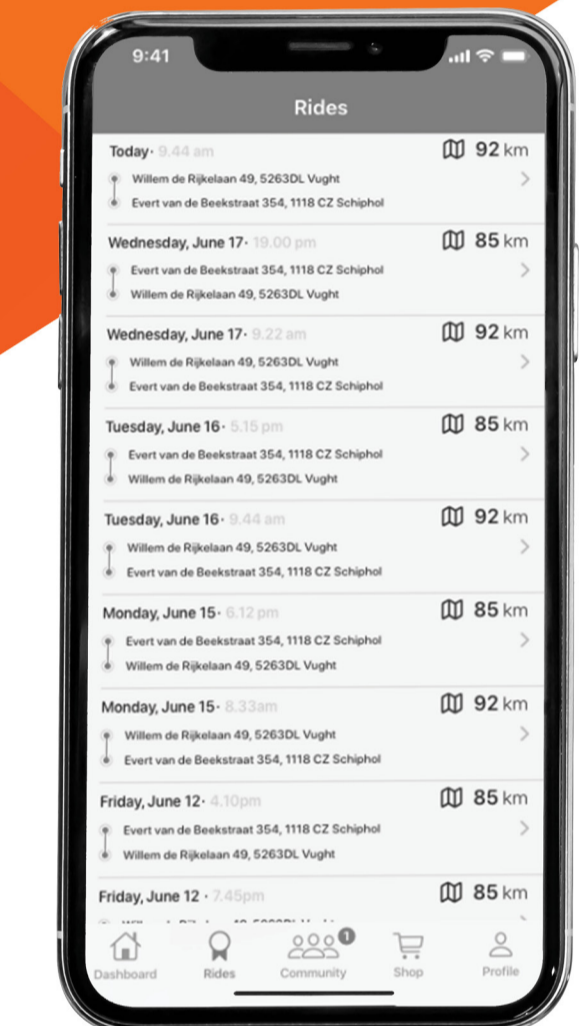 9:41
Rides
Today· 9.44 am 92 km
Willem de Rijkelaan 49, 5263DL Vught
Evert van de Beekstraat 354, 1118 CZ Schiphol
Wednesday, June 17· 19.00 pm 85 km
Evert van de Beekstraat 354, 1118 CZ Schiphol
Willem de Rijkelaan 49, 5263DL Vught
Wednesday, June 17· 9.22 am 92 km
Willem de Rijkelaan 49, 5263DL Vught
Evert van de Beekstraat 354, 1118 CZ Schiphol
Tuesday, June 16· 5.15 pm 85 km
Evert van de Beekstraat 354, 1118 CZ Schiphol
Willem de Rijkelaan 49, 5263DL Vught
Tuesday, June 16· 9.44 am 92 km
Willem de Rijkelaan 49, 5263DL Vught
Evert van de Beekstraat 354, 1118 CZ Schiphol
Monday, June 15· 6.12 pm 85 km
Evert van de Beekstraat 354, 1118 CZ Schiphol
Willem de Rijkelaan 49, 5263DL Vught
Monday, June 15· 8.33am 92 km
Willem de Rijkelaan 49, 5263DL Vught
Evert van de Beekstraat 354, 1118 CZ Schiphol
Friday, June 12· 4.10pm 85 km
Evert van de Beekstraat 354, 1118 CZ Schiphol
Willem de Rijkelaan 49, 5263DL Vught
Friday, June 12 · 7.45pm 85 km
1
Dashboard Rides Community Shop Profile